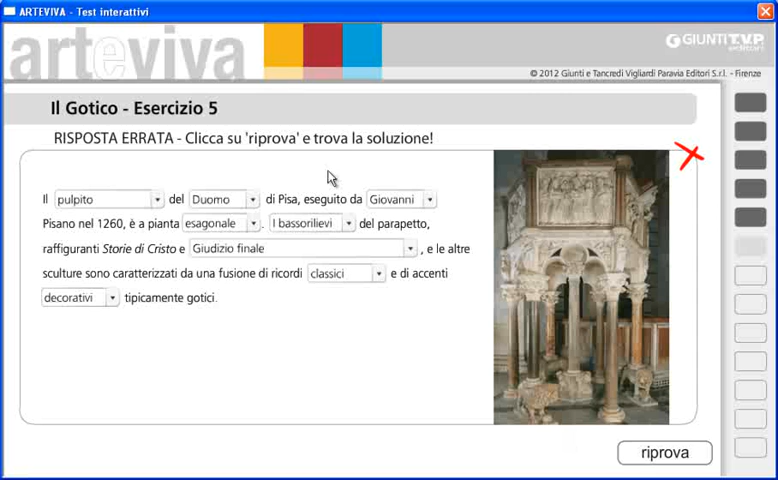 ARTEVIVA - Test interattivi
arteviva
GIUNTI T.V.P.
editori
© 2012 Giunti e Tancredi Vigliardi Paravia Editori S.r.l. - Firenze
Il Gotico - Esercizio 5
RISPOSTA ERRATA - Clicca su 'riprova' e trova la soluzione!
Il pulpito del Duomo di Pisa, eseguito da Giovanni
Pisano nel 1260, è a pianta esagonale . I bassorilievi del parapetto,
raffiguranti Storie di Cristo e Giudizio finale , e le altre
sculture sono caratterizzati da una fusione di ricordi classici e di accenti
decorativi tipicamente gotici.
riprova